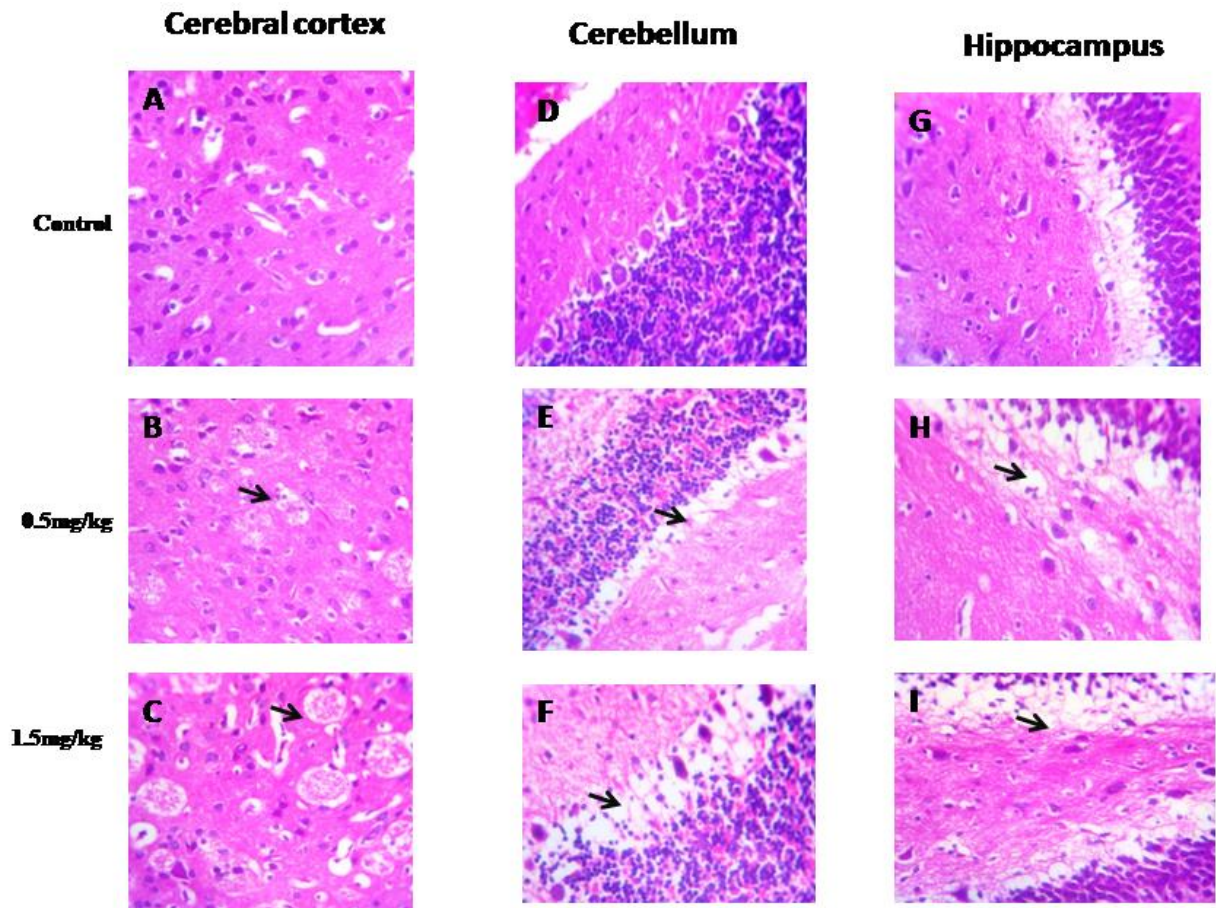 Cerebral cortex
Cerebellum
Hippocampus
A
D
G
Control
B
E
H
0.5mg/kg
C
F
I
1.5mg/kg